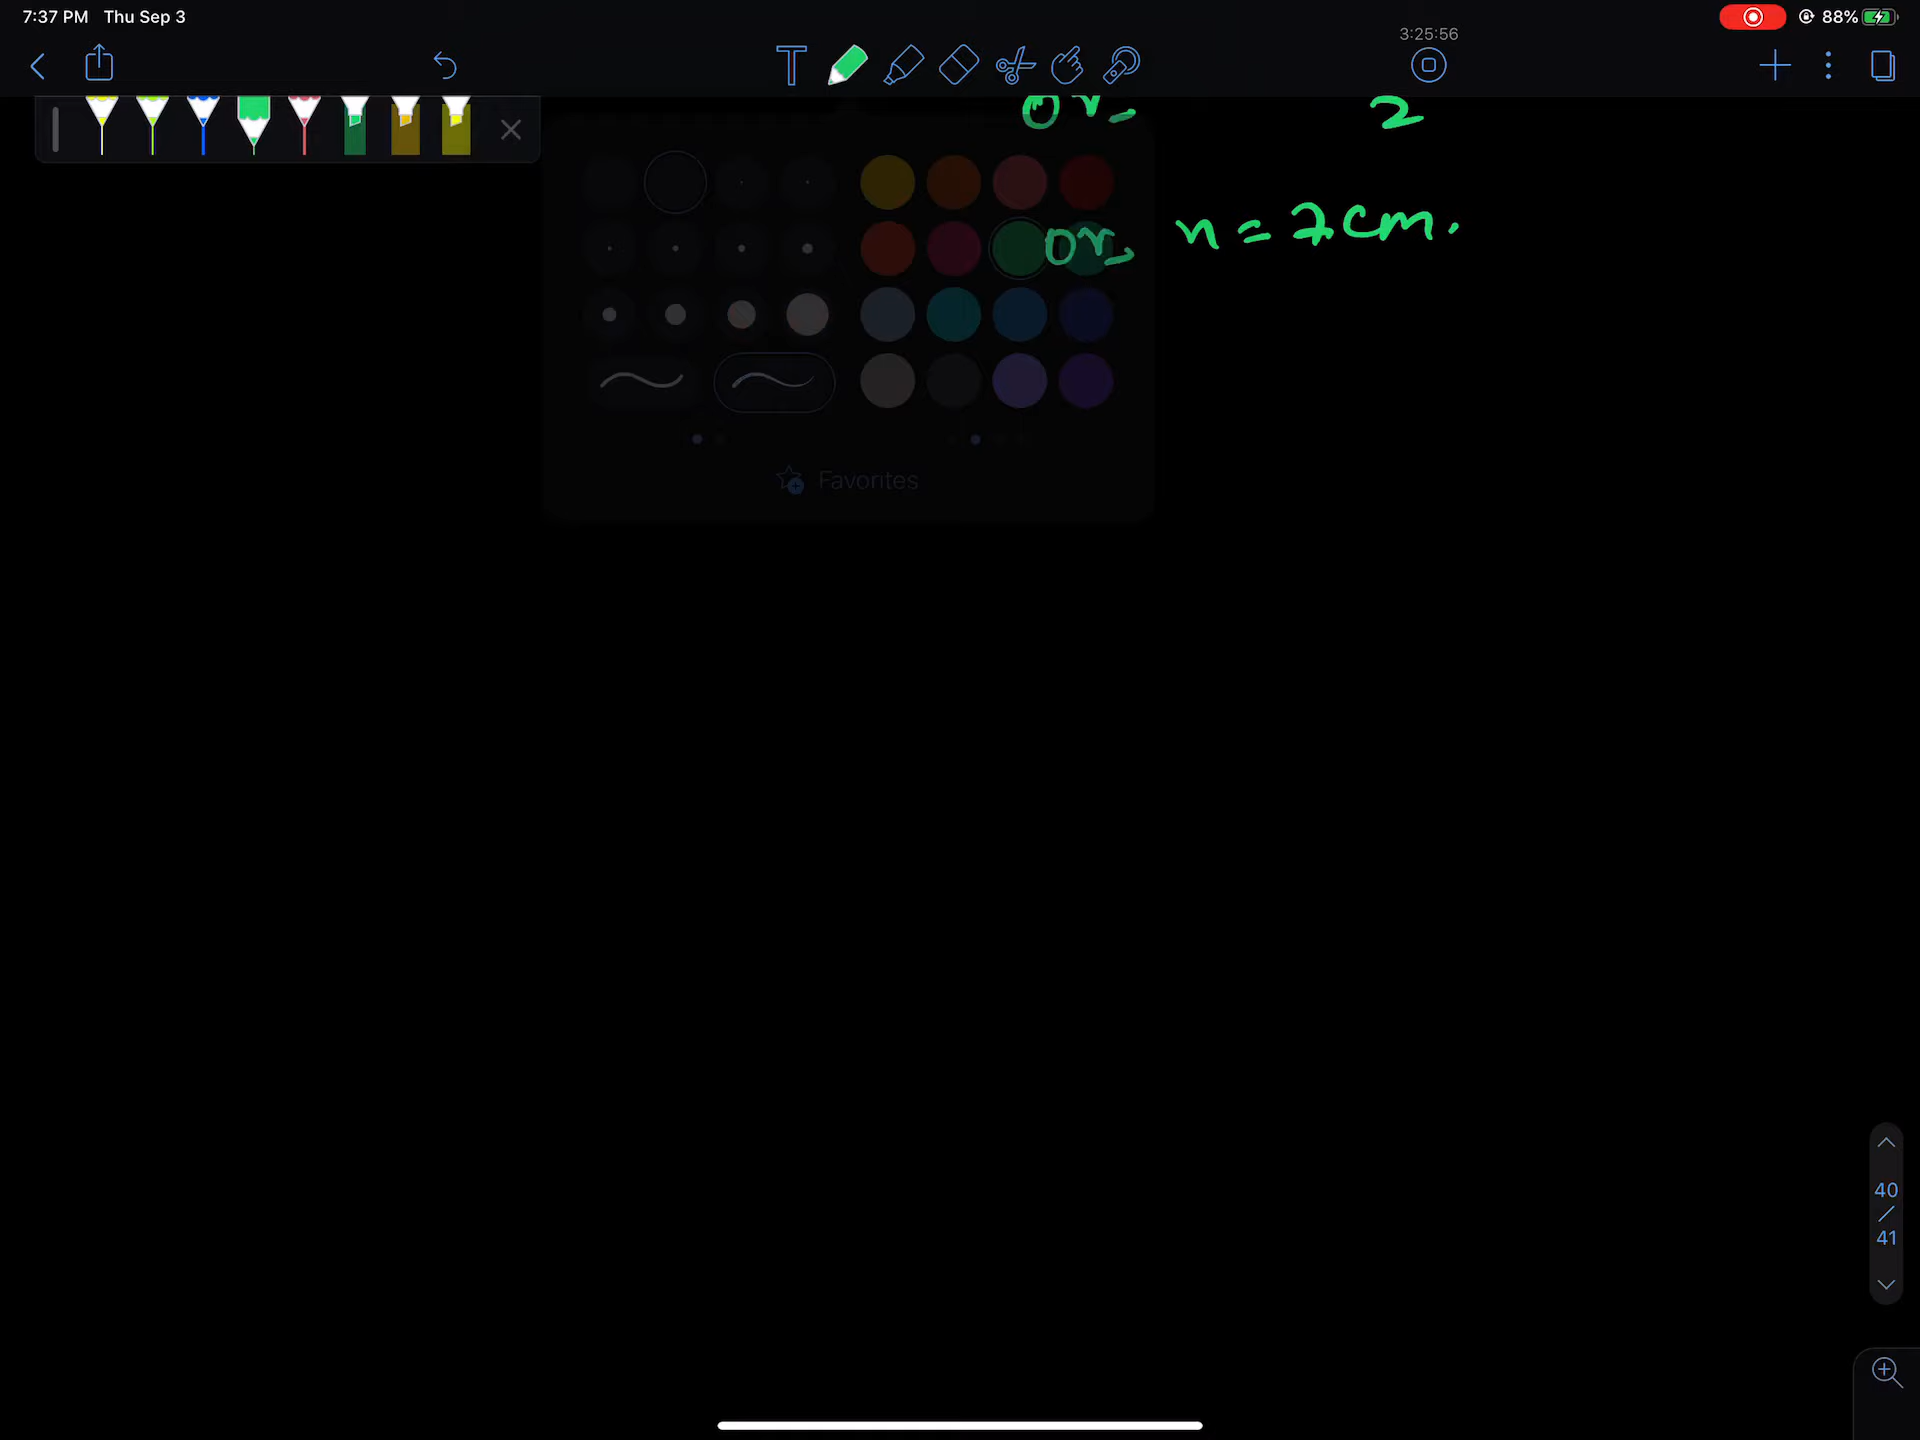 7:37 PM Thu Sep 3
88%
3:25:56
or, 2
or, n = 7cm.
Favorites
40
/
41